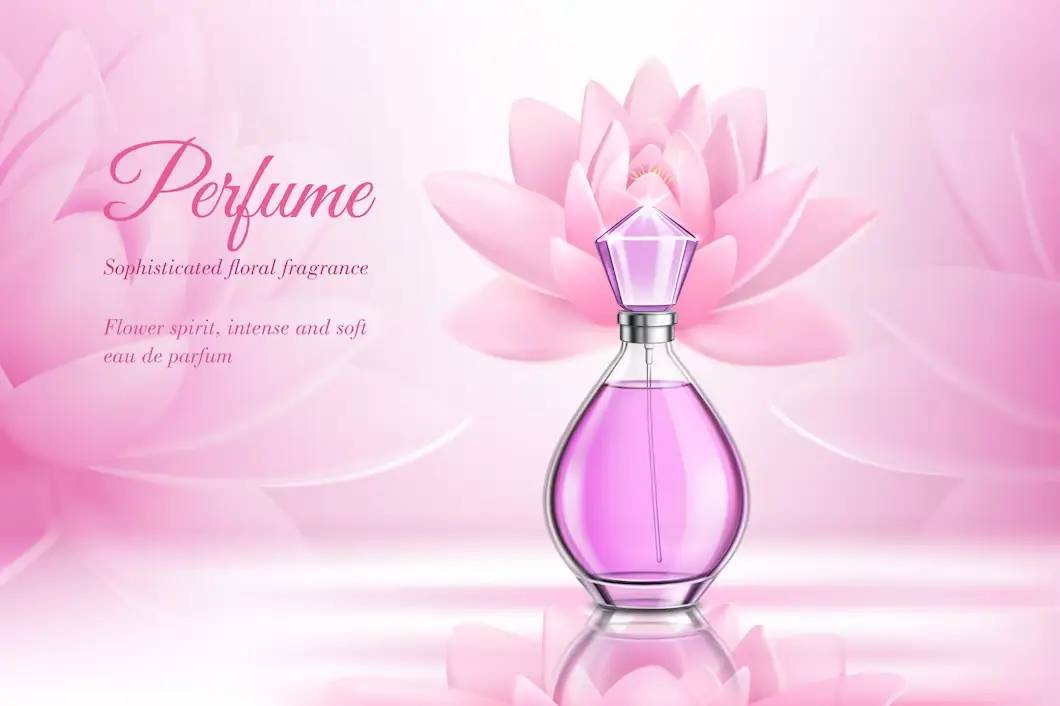 Perfume
Sophisticated floral fragrance
Flower spirit, intense and soft
eau de parfum